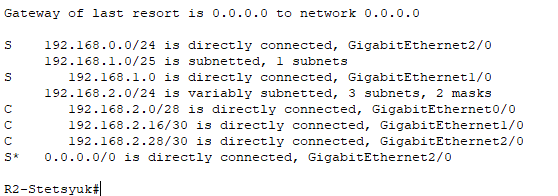 Gateway of last resort is 0.0.0.0 to network 0.0.0.0
S    192.168.0.0/24 is directly connected, GigabitEthernet2/0
     192.168.1.0/25 is subnetted, 1 subnets
S       192.168.1.0 is directly connected, GigabitEthernet1/0
     192.168.2.0/24 is variably subnetted, 3 subnets, 2 masks
C       192.168.2.0/28 is directly connected, GigabitEthernet0/0
C       192.168.2.16/30 is directly connected, GigabitEthernet1/0
C       192.168.2.28/30 is directly connected, GigabitEthernet2/0
S*   0.0.0.0/0 is directly connected, GigabitEthernet2/0
R2-Stetsyuk#